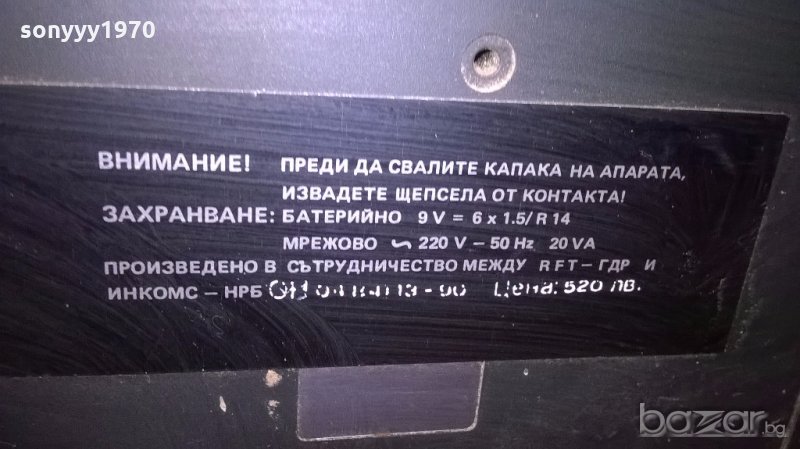 sonyyy1970
ВНИМАНИЕ! ПРЕДИ ДА СВАЛИТЕ КАПАКА НА АПАРАТА,
ИЗВАДЕТЕ ЩЕПСЕЛА ОТ КОНТАКТА!
ЗАХРАНВАНЕ: БАТЕРИЙНО 9 V = 6 x 1.5/ R 14
МРЕЖОВО ~ 220 V – 50 Hz 20 VA
ПРОИЗВЕДЕНО В СЪТРУДНИЧЕСТВО МЕЖДУ RFT – ГДР И
ИНКОМС – НРБ Цена: 520 лв.
bazar.bg